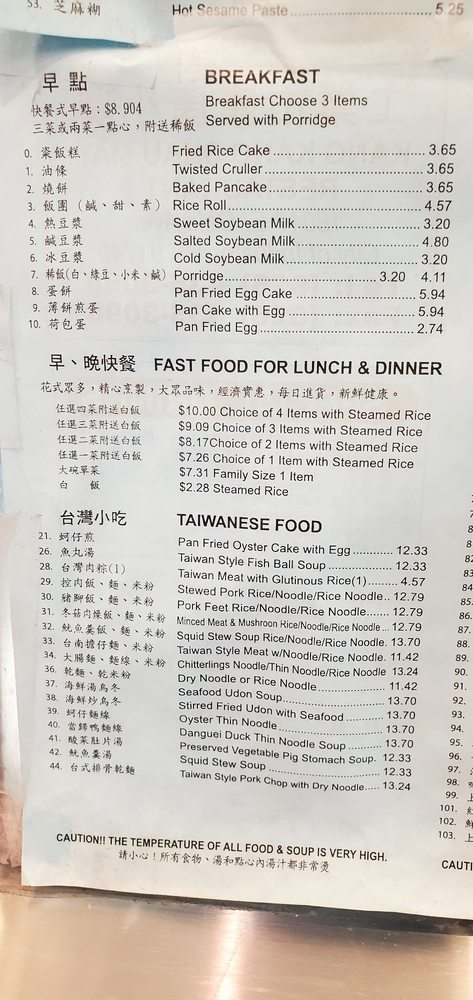 53. 芝麻糊 Hot Sesame Paste 5.25
早 點 BREAKFAST
快餐式早點：$8.904 Breakfast Choose 3 Items
三菜或兩菜一點心，附送稀飯 Served with Porridge
0. 粢飯糕 Fried Rice Cake 3.65
1. 油條 Twisted Cruller 3.65
2. 燒餅 Baked Pancake 3.65
3. 飯團（鹹、甜、素） Rice Roll 4.57
4. 熱豆漿 Sweet Soybean Milk 3.20
5. 鹹豆漿 Salted Soybean Milk 4.80
6. 冰豆漿 Cold Soybean Milk 3.20
7. 稀飯(白、綠豆、小米、鹹) Porridge 3.20 4.11
8. 蛋餅 Pan Fried Egg Cake 5.94
9. 薄餅煎蛋 Pan Cake with Egg 5.94
10. 荷包蛋 Pan Fried Egg 2.74
早、晚快餐 FAST FOOD FOR LUNCH & DINNER
花式眾多，精心烹製，大眾品味，經濟實惠，每日進貨，新鮮健康。
任選四菜附送白飯 $10.00 Choice of 4 Items with Steamed Rice
任選三菜附送白飯 $9.09 Choice of 3 Items with Steamed Rice
任選二菜附送白飯 $8.17Choice of 2 Items with Steamed Rice
任選一菜附送白飯 $7.26 Choice of 1 Item with Steamed Rice
大碗單菜 $7.31 Family Size 1 Item
白 飯 $2.28 Steamed Rice
台灣小吃 TAIWANESE FOOD
21. 蚵仔煎 Pan Fried Oyster Cake with Egg 12.33
26. 魚丸湯 Taiwan Style Fish Ball Soup 12.33
28. 台灣肉粽(1) Taiwan Meat with Glutinous Rice(1) 4.57
29. 控肉飯、麵、米粉 Stewed Pork Rice/Noodle/Rice Noodle 12.79
30. 豬腳飯、麵、米粉 Pork Feet Rice/Noodle/Rice Noodle 12.79
31. 冬菇肉燥飯、麵、米粉 Minced Meat & Mushroon Rice/Noodle/Rice Noodle 12.79
32. 魷魚羹飯、麵、米粉 Squid Stew Soup Rice/Noodle/Rice Noodle. 13.70
33. 台南擔仔麵、米粉 Taiwan Style Meat w/Noodle/Rice Noodle. 11.42
34. 大腸麵、麵線、米粉 Chitterlings Noodle/Thin Noodle/Rice Noodle 13.24
36. 乾麵、乾米粉 Dry Noodle or Rice Noodle 11.42
37. 海鮮湯烏冬 Seafood Udon Soup 13.70
38. 海鮮炒烏冬 Stirred Fried Udon with Seafood 13.70
39. 蚵仔麵線 Oyster Thin Noodle 13.70
40. 當歸鴨麵線 Danguei Duck Thin Noodle Soup 13.70
41. 酸菜肚片湯 Preserved Vegetable Pig Stomach Soup 12.33
42. 魷魚羹湯 Squid Stew Soup 12.33
44. 台式排骨乾麵 Taiwan Style Pork Chop with Dry Noodle 13.24
CAUTION!! THE TEMPERATURE OF ALL FOOD & SOUP IS VERY HIGH.
請小心！所有食物、湯和點心內湯汁都非常燙
90.
91.
92.
93.
94.
95.
96.
97.
98.
99.
101.
102.
103.
CAUTI